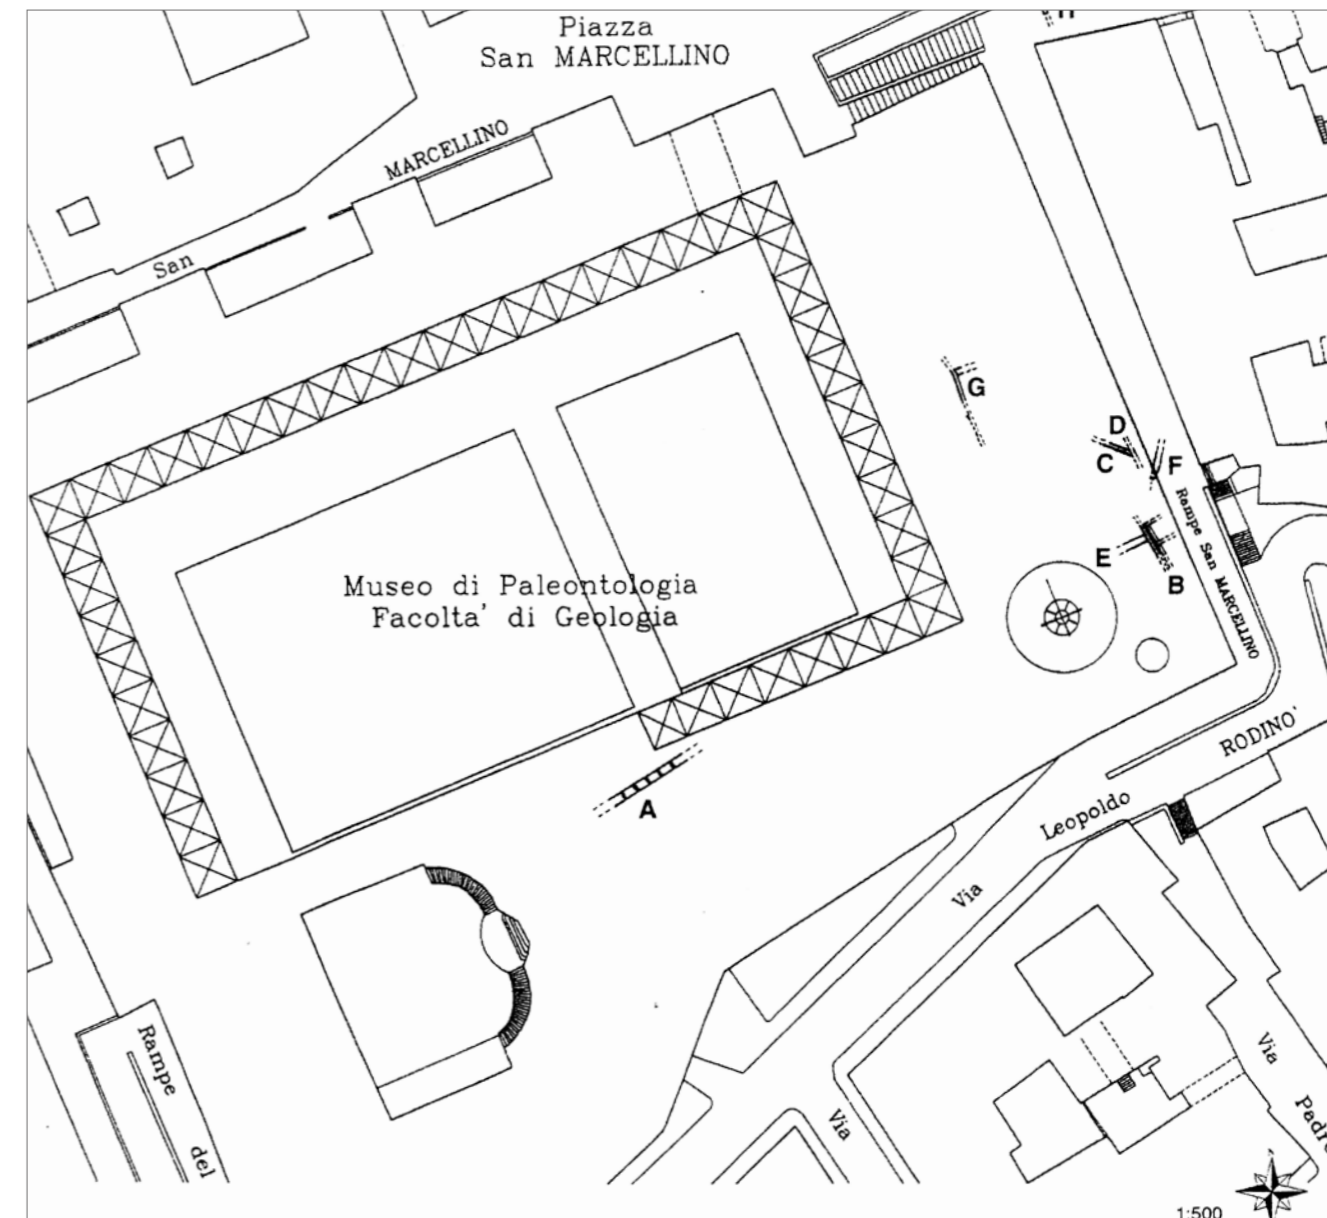 Piazza
San MARCELLINO
H
MARCELLINO
San
G
D
C
F
Rampe San MARCELLINO
E
B
Museo di Paleontologia
Facolta' di Geologia
A
RODINO'
Leopoldo
Via
Via
Rampe
del
Via
Padre
1:500